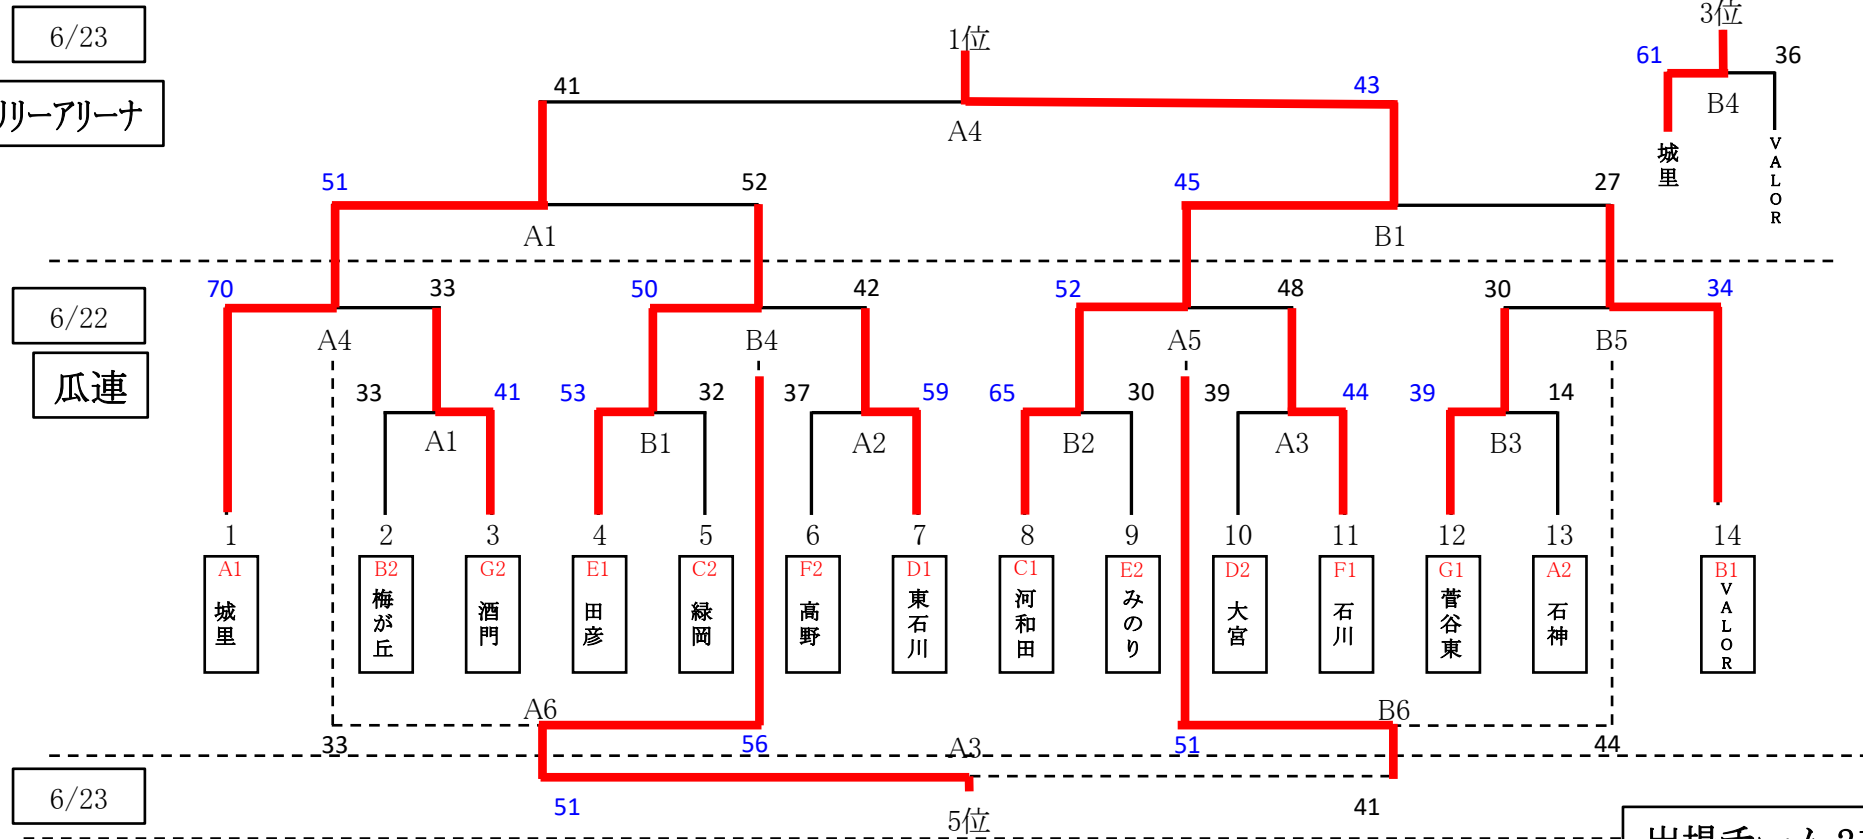 6/23
1位
3位
41
43
61
36
リリーアリーナ
A4
B4
城里
VALOR
51
52
45
27
A1
B1
70
33
50
42
52
48
30
34
6/22
A4
B4
A5
B5
瓜連
33
41
53
32
37
59
65
30
39
44
39
14
A1
B1
A2
B2
A3
B3
1
2
3
4
5
6
7
8
9
10
11
12
13
14
A1
B2
G2
E1
C2
F2
D1
C1
E2
D2
F1
G1
A2
B1
城里
梅が丘
酒門
田彦
緑岡
高野
東石川
河和田
みのり
大宮
石川
菅谷東
石神
VALOR
A6
B6
33
56
A3
51
44
6/23
51
5位
41